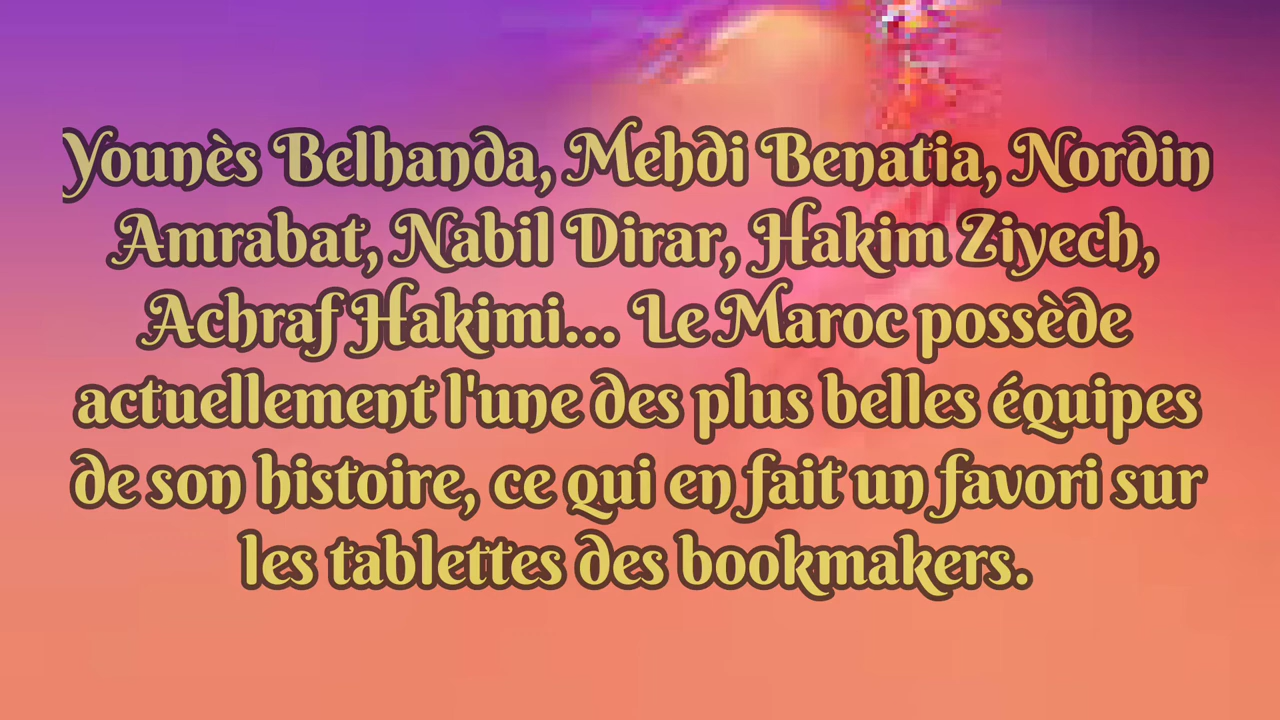 Younès Belhanda, Mehdi Benatia, Nordin
Amrabat, Nabil Dirar, Hakim Ziyech,
Achraf Hakimi... Le Maroc possède
actuellement l'une des plus belles équipes
de son histoire, ce qui en fait un favori sur
les tablettes des bookmakers.